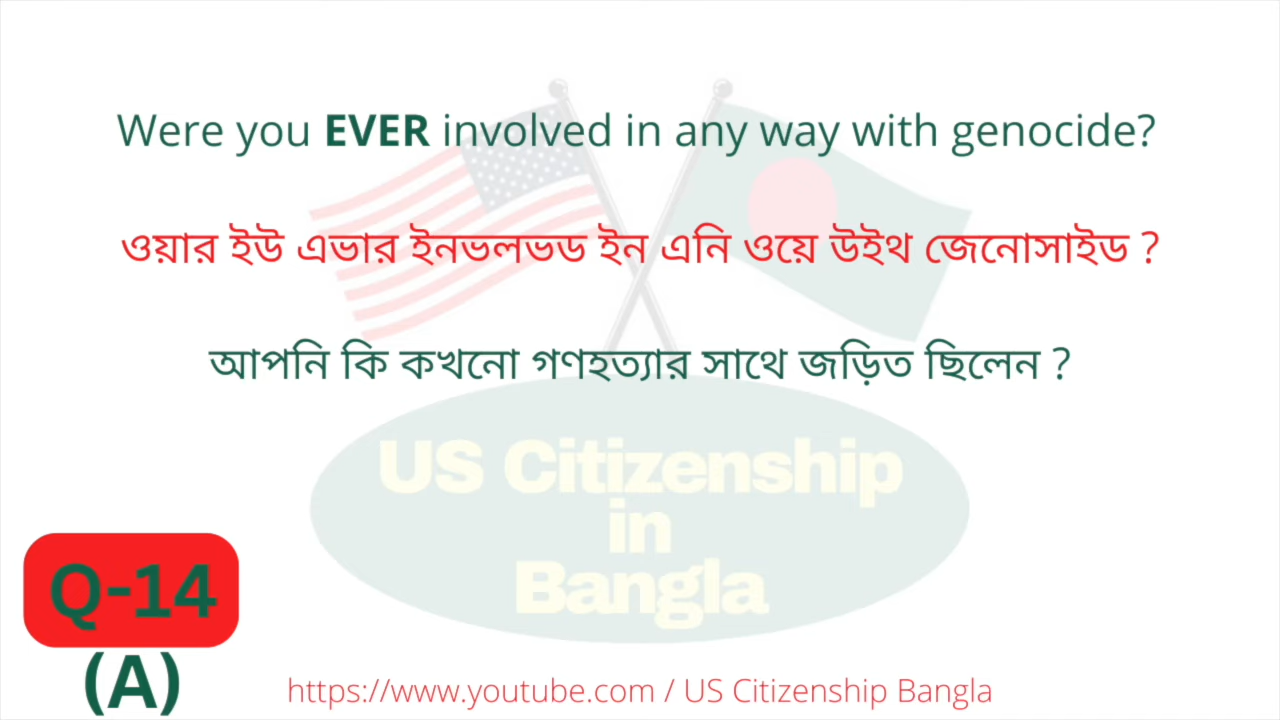 Were you EVER involved in any way with genocide?
ওয়ার ইউ এভার ইনভলভড ইন এনি ওয়ে উইথ জেনোসাইড ?
আপনি কি কখনো গণহত্যার সাথে জড়িত ছিলেন ?
US Citizenship
in
Bangla
Q-14
(A)
https://www.youtube.com / US Citizenship Bangla